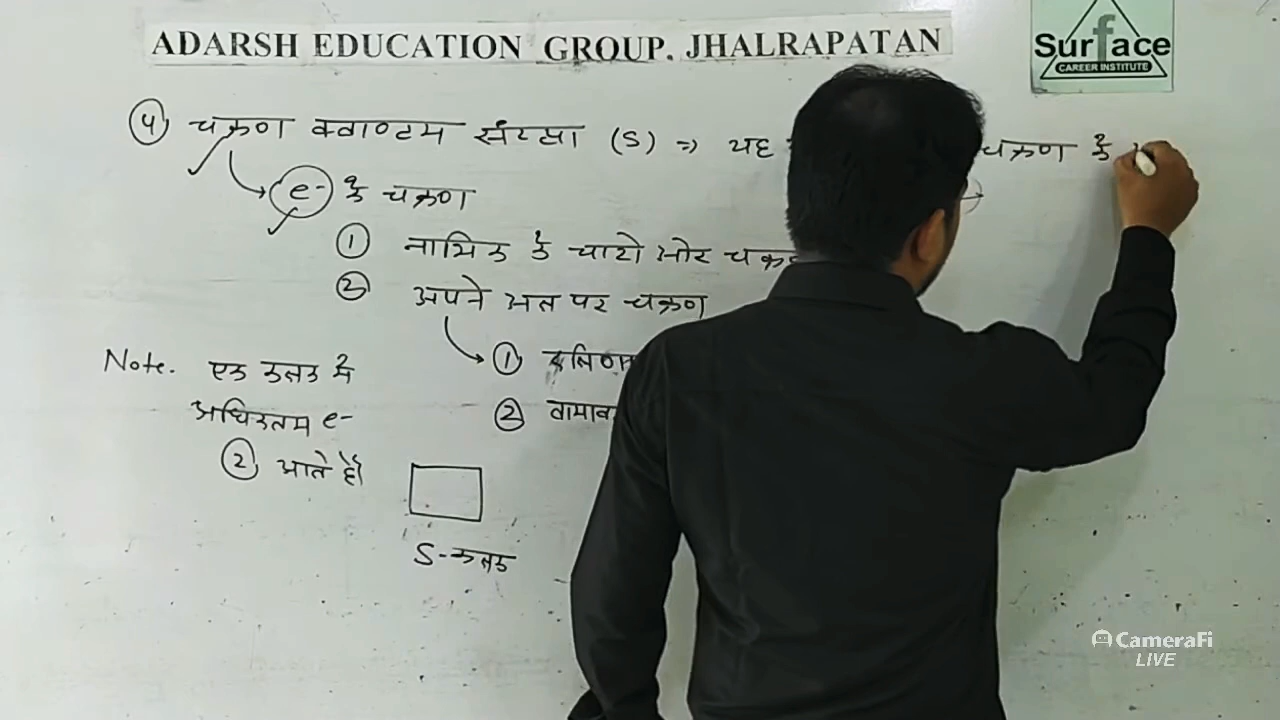 ADARSH EDUCATION GROUP. JHALRAPATAN
Surface
CAREER INSTITUTE
④ चक्रण क्वाण्टम संख्या (S) ⇒ यह चक्रण के
e- के चक्रण
① नाभिक के चारो ओर
② अपने अक्ष पर चक्रण
①
②
Note. एक कक्षक में
अधिकतम e-
② आते हैं।
S-कक्षक
CameraFi
LIVE